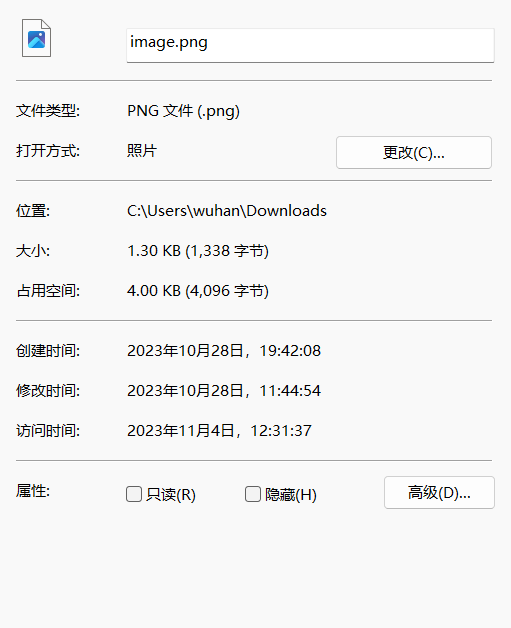 image.png
文件类型: PNG 文件 (.png)
打开方式: 照片 更改(C)...
位置: C:\Users\wuhan\Downloads
大小: 1.30 KB (1,338 字节)
占用空间: 4.00 KB (4,096 字节)
创建时间: 2023年10月28日，19:42:08
修改时间: 2023年10月28日，11:44:54
访问时间: 2023年11月4日，12:31:37
属性: 只读(R) 隐藏(H) 高级(D)...